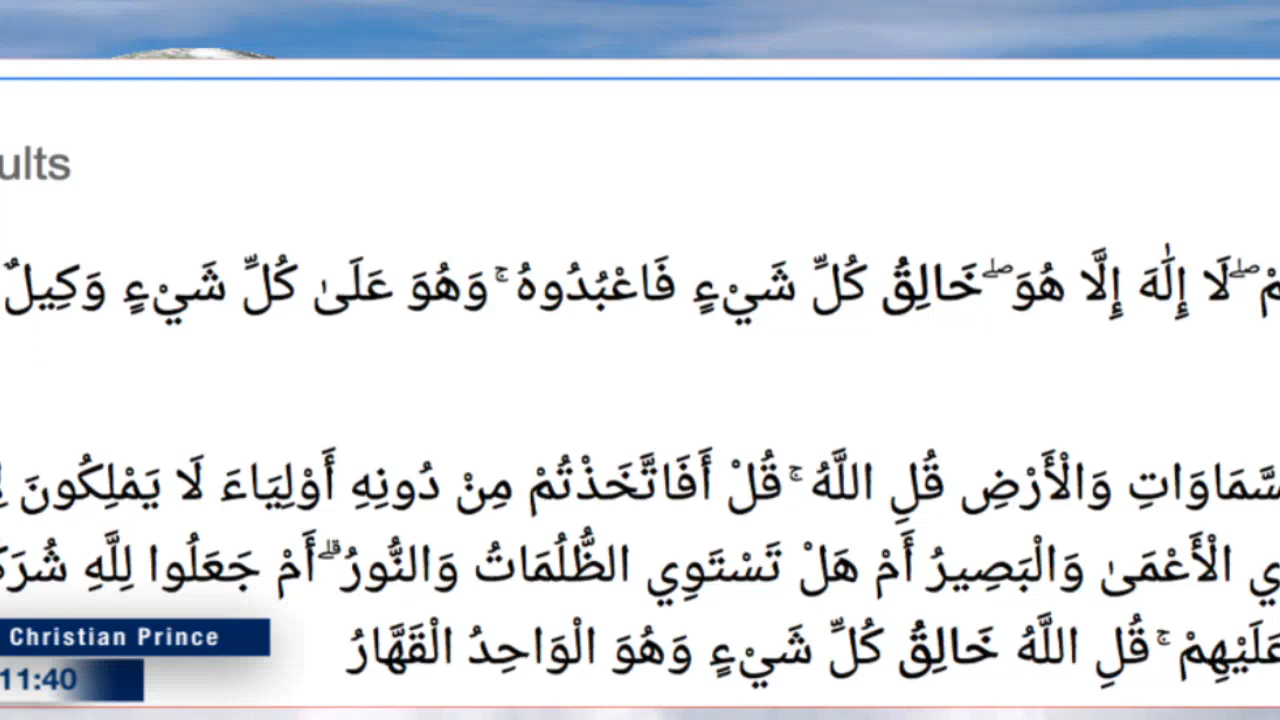 ults
مْ ۖ لَا إِلَٰهَ إِلَّا هُوَ ۖ خَالِقُ كُلِّ شَيْءٍ فَاعْبُدُوهُ ۚ وَهُوَ عَلَىٰ كُلِّ شَيْءٍ وَكِيلٌ
سَّمَاوَاتِ وَالْأَرْضِ قُلِ اللَّهُ ۚ قُلْ أَفَاتَّخَذْتُمْ مِنْ دُونِهِ أَوْلِيَاءَ لَا يَمْلِكُونَ
ي الْأَعْمَىٰ وَالْبَصِيرُ أَمْ هَلْ تَسْتَوِي الظُّلُمَاتُ وَالنُّورُ ۗ أَمْ جَعَلُوا لِلَّهِ شُرَكَ
عَلَيْهِمْ ۚ قُلِ اللَّهُ خَالِقُ كُلِّ شَيْءٍ وَهُوَ الْوَاحِدُ الْقَهَّارُ
Christian Prince
11:40